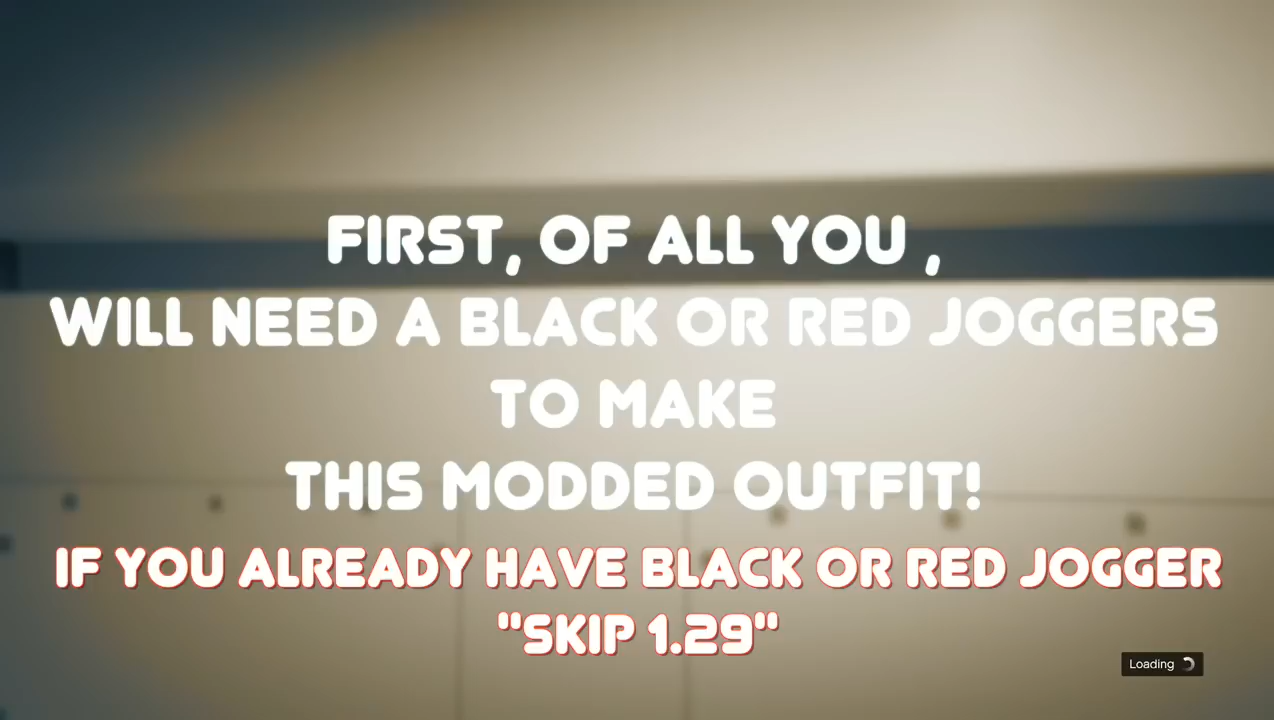 FIRST, OF ALL YOU ,
WILL NEED A BLACK OR RED JOGGERS
TO MAKE
THIS MODDED OUTFIT!
IF YOU ALREADY HAVE BLACK OR RED JOGGER
"SKIP 1.29"
Loading